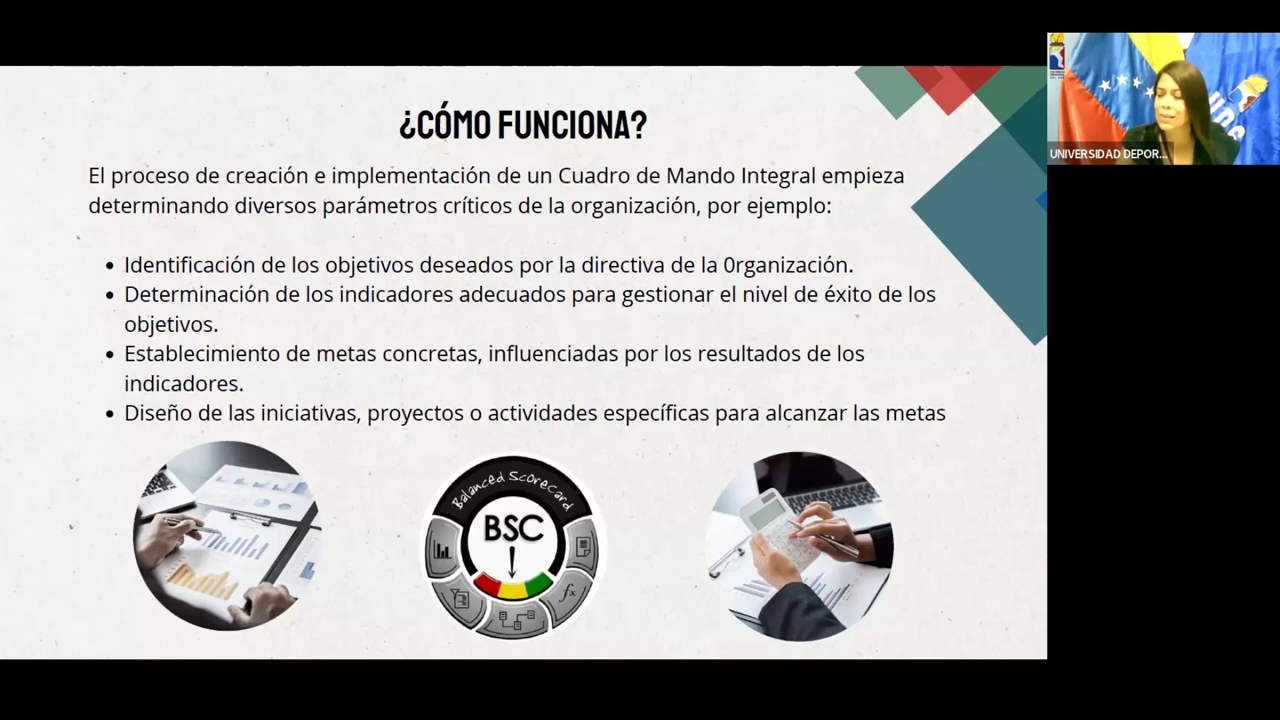 ¿CÓMO FUNCIONA?
El proceso de creación e implementación de un Cuadro de Mando Integral empieza
determinando diversos parámetros críticos de la organización, por ejemplo:
Identificación de los objetivos deseados por la directiva de la 0rganización.
Determinación de los indicadores adecuados para gestionar el nivel de éxito de los
objetivos.
Establecimiento de metas concretas, influenciadas por los resultados de los
indicadores.
Diseño de las iniciativas, proyectos o actividades específicas para alcanzar las metas
Balanced Scorecard
BSC
fx
UNIVERSIDAD DEPOR...